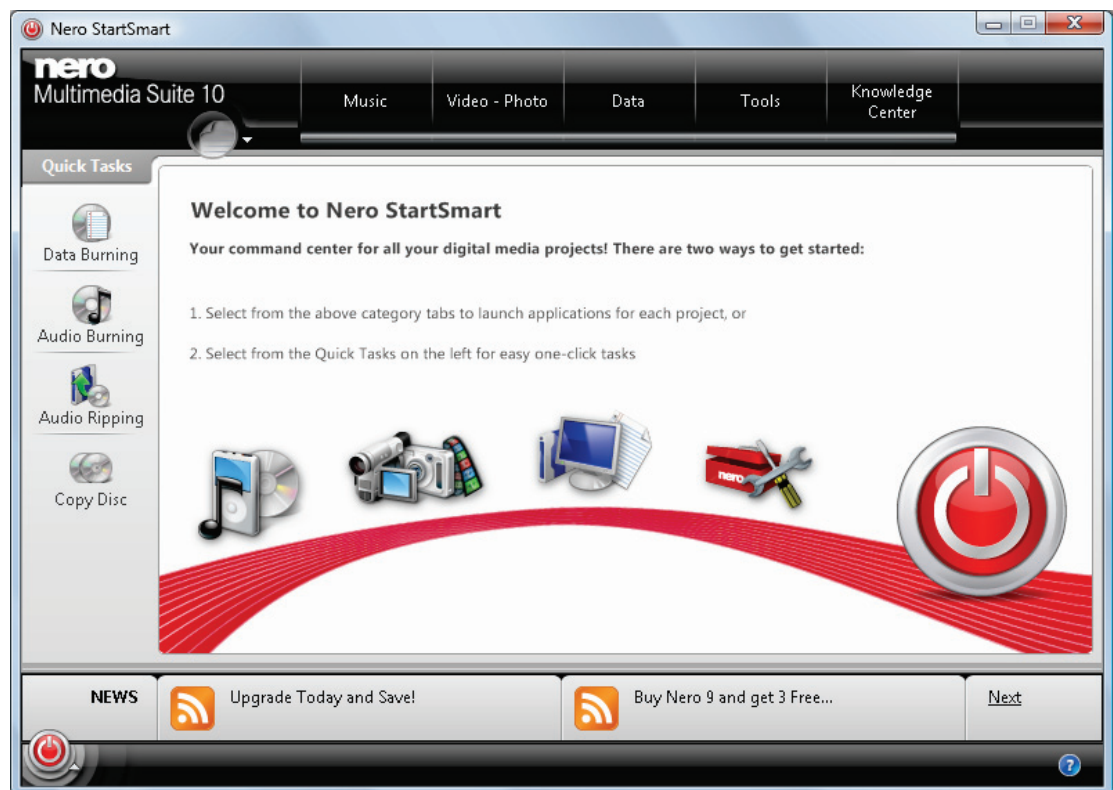 Nero StartSmart
nero
Multimedia Suite 10
Music
Video - Photo
Data
Tools
Knowledge
Center
Quick Tasks
Data Burning
Audio Burning
Audio Ripping
Copy Disc
Welcome to Nero StartSmart
Your command center for all your digital media projects! There are two ways to get started:
1. Select from the above category tabs to launch applications for each project, or
2. Select from the Quick Tasks on the left for easy one-click tasks
nero
NEWS
Upgrade Today and Save!
Buy Nero 9 and get 3 Free...
Next
?